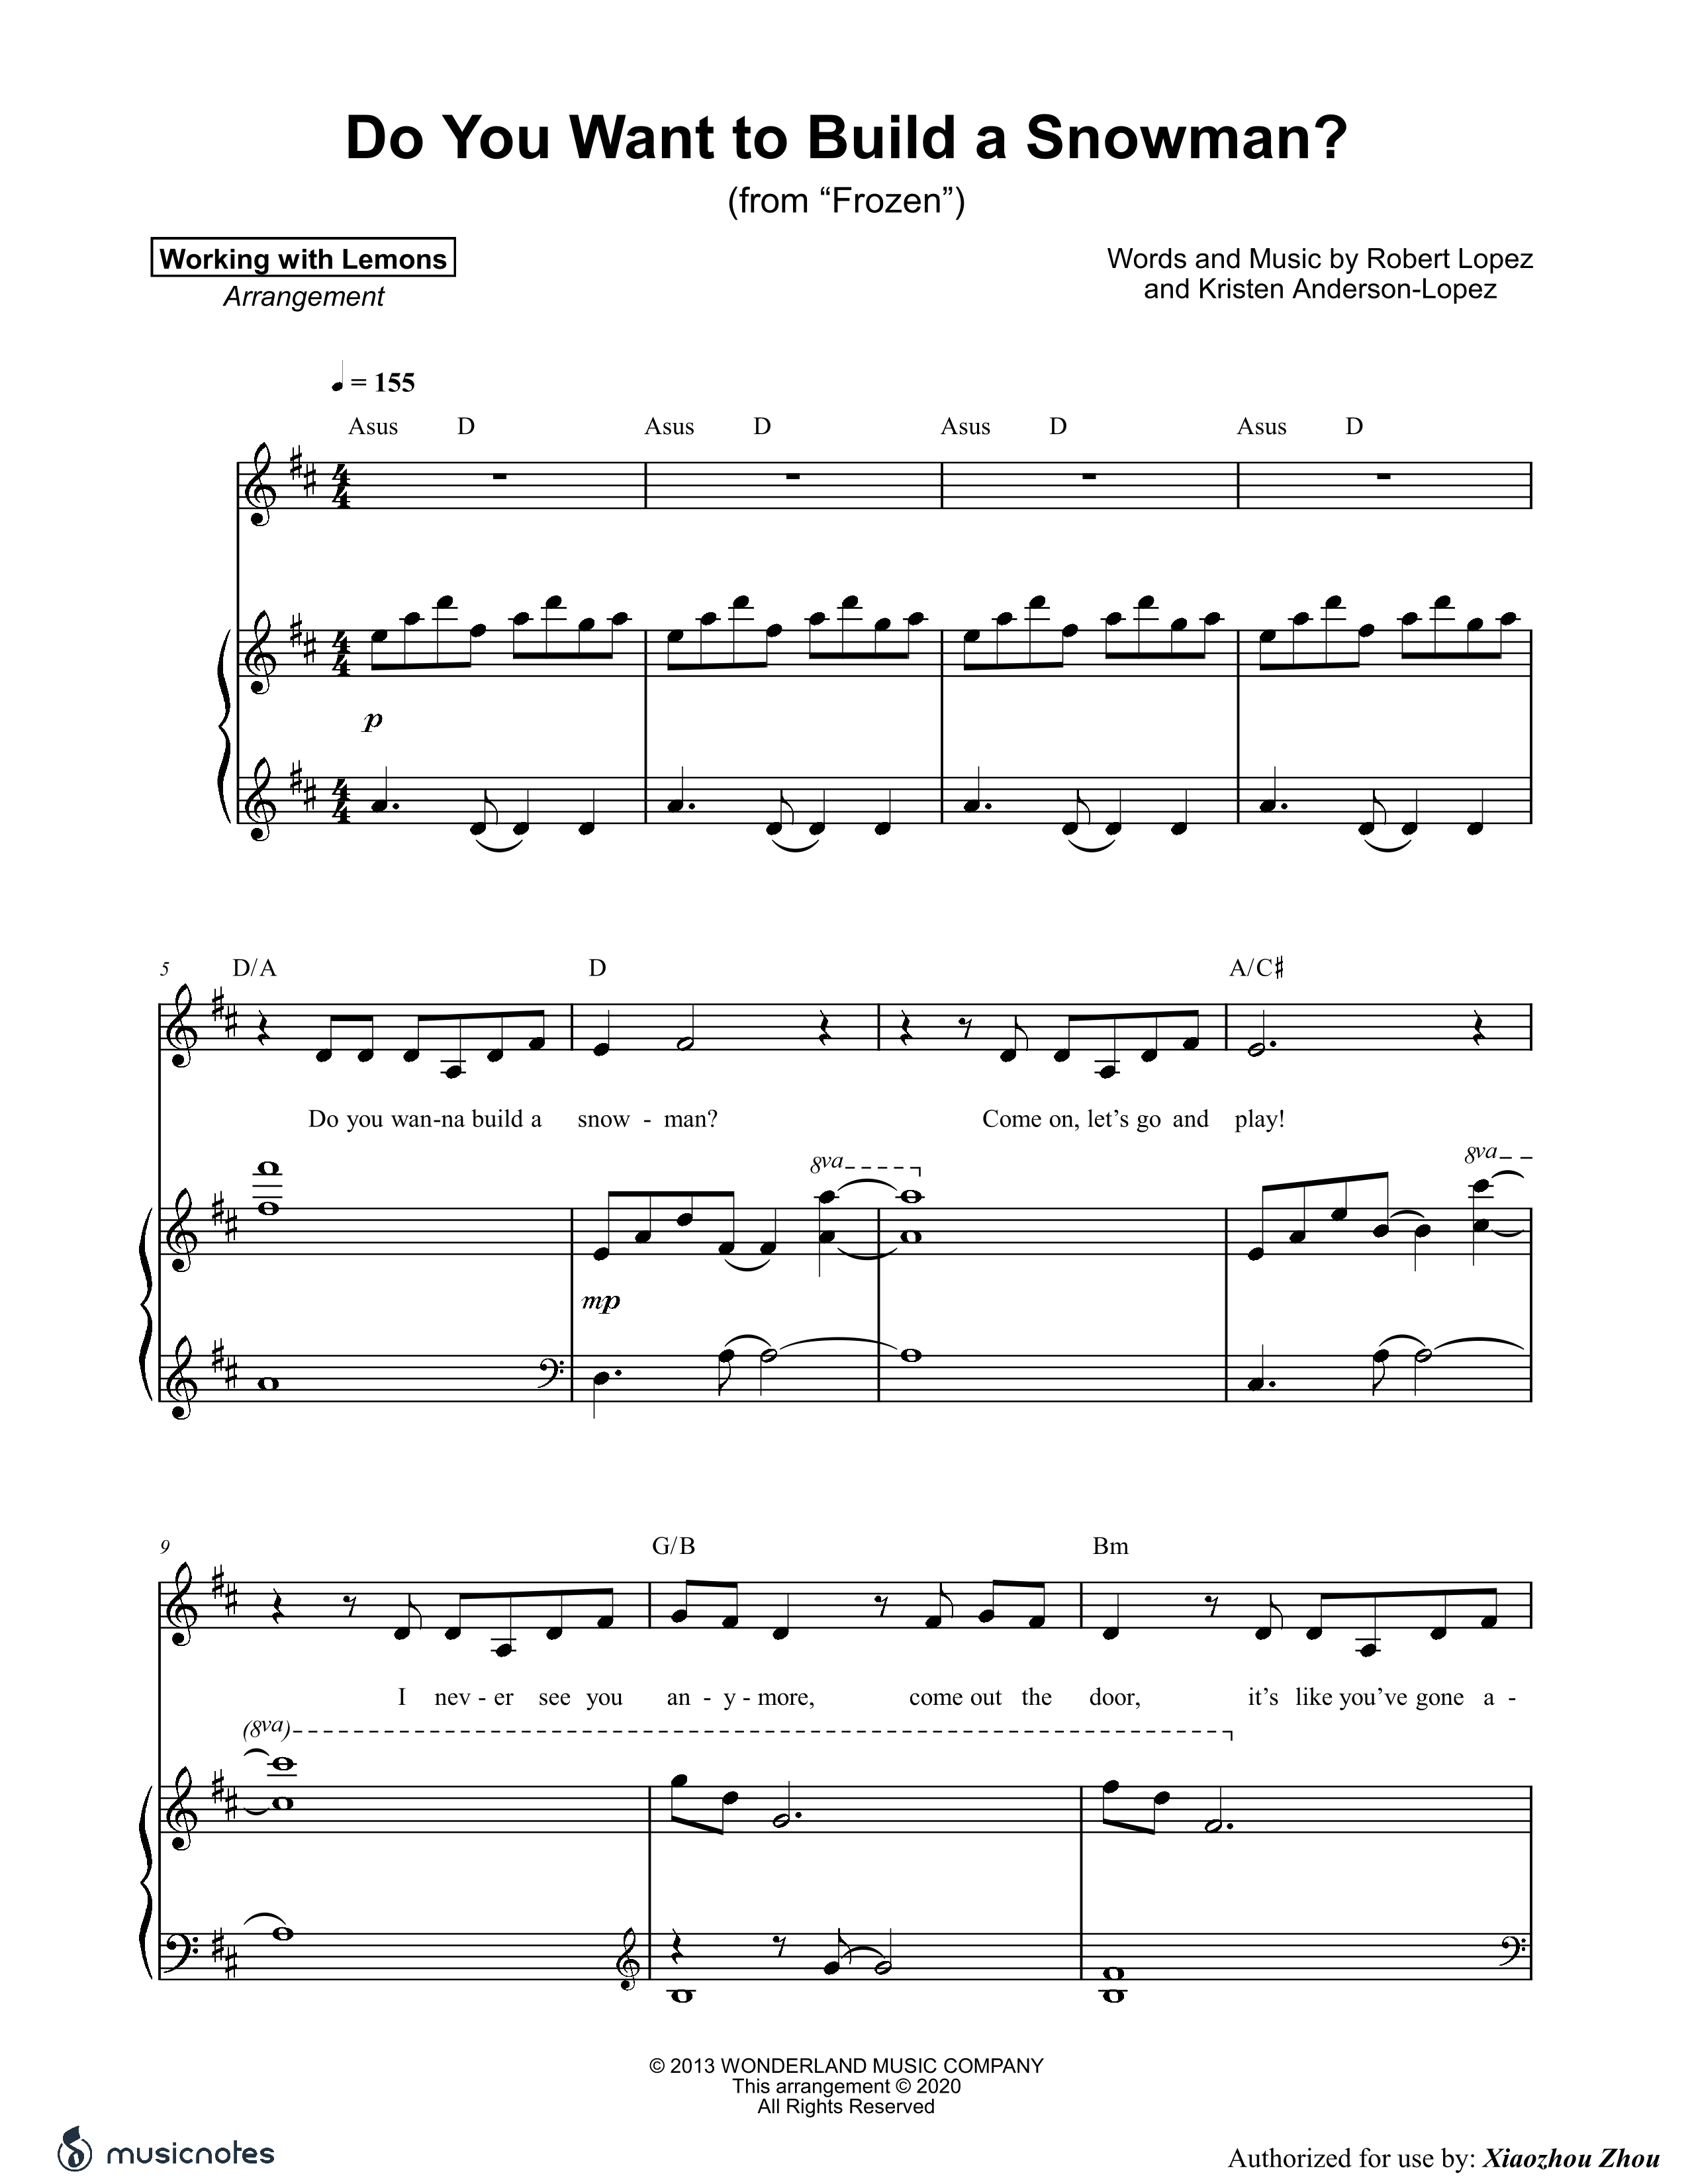 Do You Want to Build a Snowman?
(from “Frozen”)
Working with Lemons
Arrangement
Words and Music by Robert Lopez
and Kristen Anderson-Lopez
♩ = 155
Asus D Asus D Asus D Asus D
4 4
p
5 D/A D A/C♯
Do you wan-na build a snow - man? Come on, let’s go and play!
8va 8va
mp
9 G/B Bm
I nev - er see you an - y - more, come out the door, it’s like you’ve gone a -
(8va)
© 2013 WONDERLAND MUSIC COMPANY
This arrangement © 2020
All Rights Reserved
musicnotes
Authorized for use by: Xiaozhou Zhou